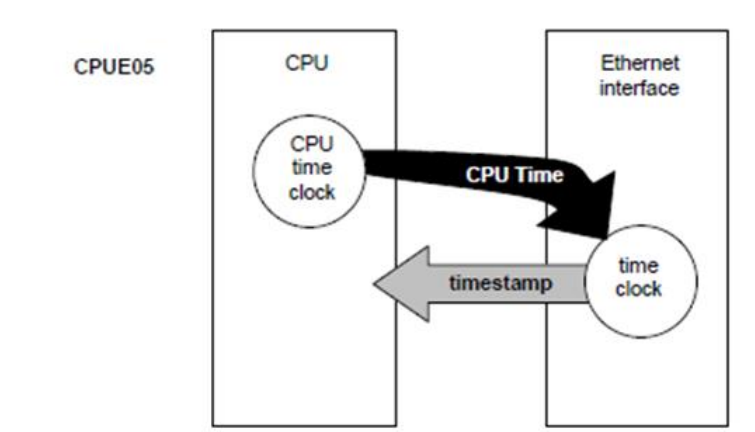 CPUE05
CPU
Ethernet
interface
CPU
time
clock
CPU Time
timestamp
time
clock